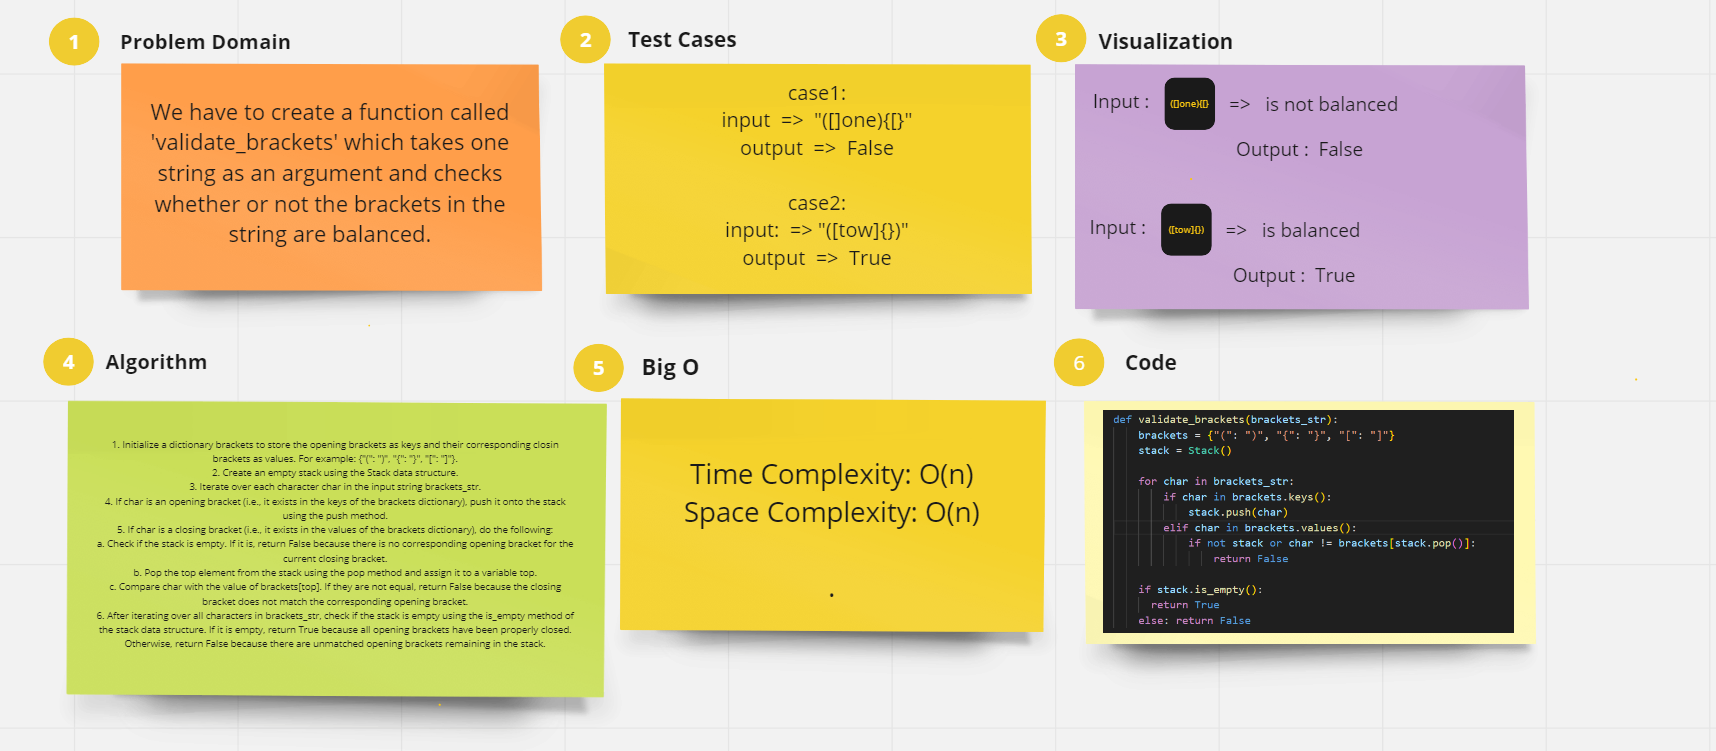 1 Problem Domain
We have to create a function called
'validate_brackets' which takes one
string as an argument and checks
whether or not the brackets in the
string are balanced.
2 Test Cases
case1:
input => "([]one){[}"
output => False
case2:
input: => "([tow]{})"
output => True
3 Visualization
Input : ([]one){[} => is not balanced
Output : False
Input : ([tow]{}) => is balanced
Output : True
4 Algorithm
1. Initialize a dictionary brackets to store the opening brackets as keys and their corresponding closin
brackets as values. For example: {"(": ")", "{": "}", "[": "]"}.
2. Create an empty stack using the Stack data structure.
3. Iterate over each character char in the input string brackets_str.
4. If char is an opening bracket (i.e., it exists in the keys of the brackets dictionary), push it onto the stack
using the push method.
5. If char is a closing bracket (i.e., it exists in the values of the brackets dictionary), do the following:
a. Check if the stack is empty. If it is, return False because there is no corresponding opening bracket for the
current closing bracket.
b. Pop the top element from the stack using the pop method and assign it to a variable top.
c. Compare char with the value of brackets[top]. If they are not equal, return False because the closing
bracket does not match the corresponding opening bracket.
6. After iterating over all characters in brackets_str, check if the stack is empty using the is_empty method of
the stack data structure. If it is empty, return True because all opening brackets have been properly closed.
Otherwise, return False because there are unmatched opening brackets remaining in the stack.
5 Big O
Time Complexity: O(n)
Space Complexity: O(n)
.
6 Code
def validate_brackets(brackets_str):
brackets = {"(": ")", "{": "}", "[": "]"}
stack = Stack()
for char in brackets_str:
if char in brackets.keys():
stack.push(char)
elif char in brackets.values():
if not stack or char != brackets[stack.pop()]:
return False
if stack.is_empty():
return True
else: return False